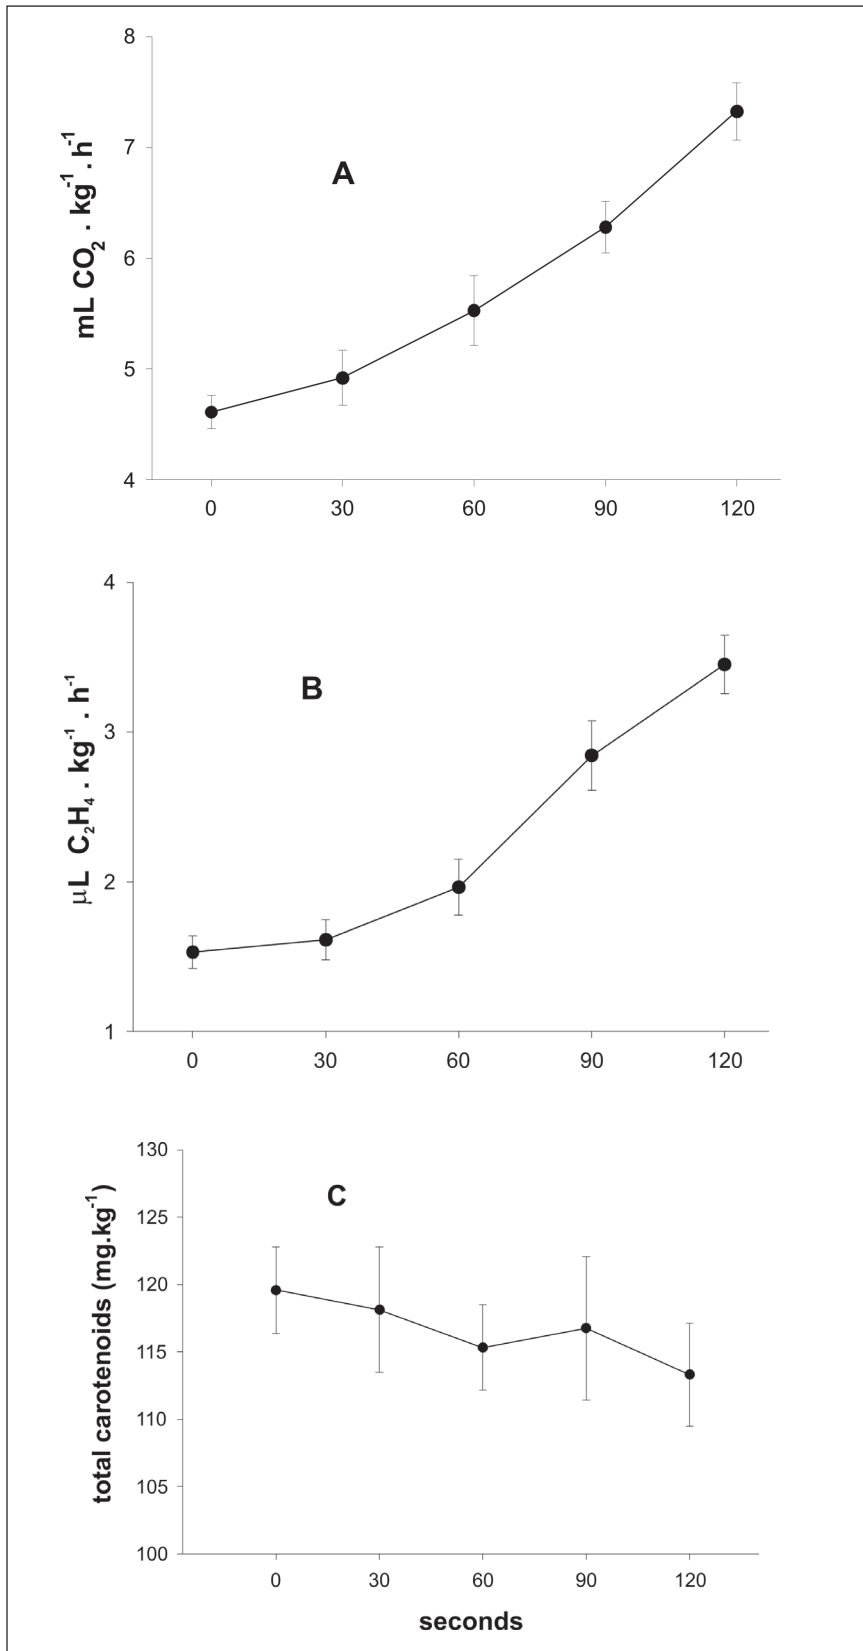 8
7
6
5
4
mL CO₂ . kg⁻¹ . h⁻¹
A
0 30 60 90 120
4
3
2
1
μL C₂H₄ . kg⁻¹ . h⁻¹
B
0 30 60 90 120
130
125
120
115
110
105
100
total carotenoids (mg.kg⁻¹)
C
0 30 60 90 120
seconds